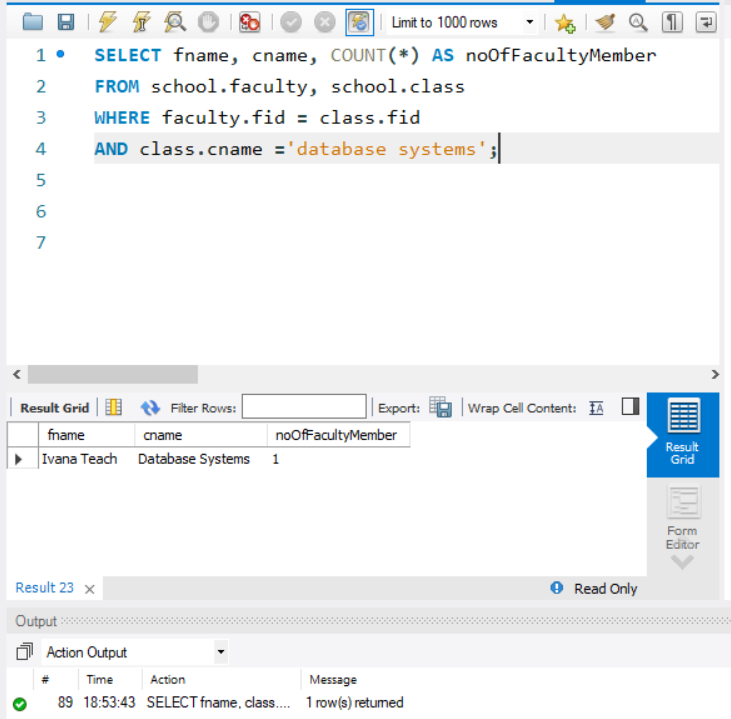 Limit to 1000 rows
1 SELECT fname, cname, COUNT(*) AS noOfFacultyMember
2 FROM school.faculty, school.class
3 WHERE faculty.fid = class.fid
4 AND class.cname ='database systems';
5
6
7
Result Grid Filter Rows: Export: Wrap Cell Content: IA
fname cname noOfFacultyMember
Ivana Teach Database Systems 1
Result
Grid
Form
Editor
Result 23 × Read Only
Output
Action Output
# Time Action Message
89 18:53:43 SELECT fname, class.... 1 row(s) returned